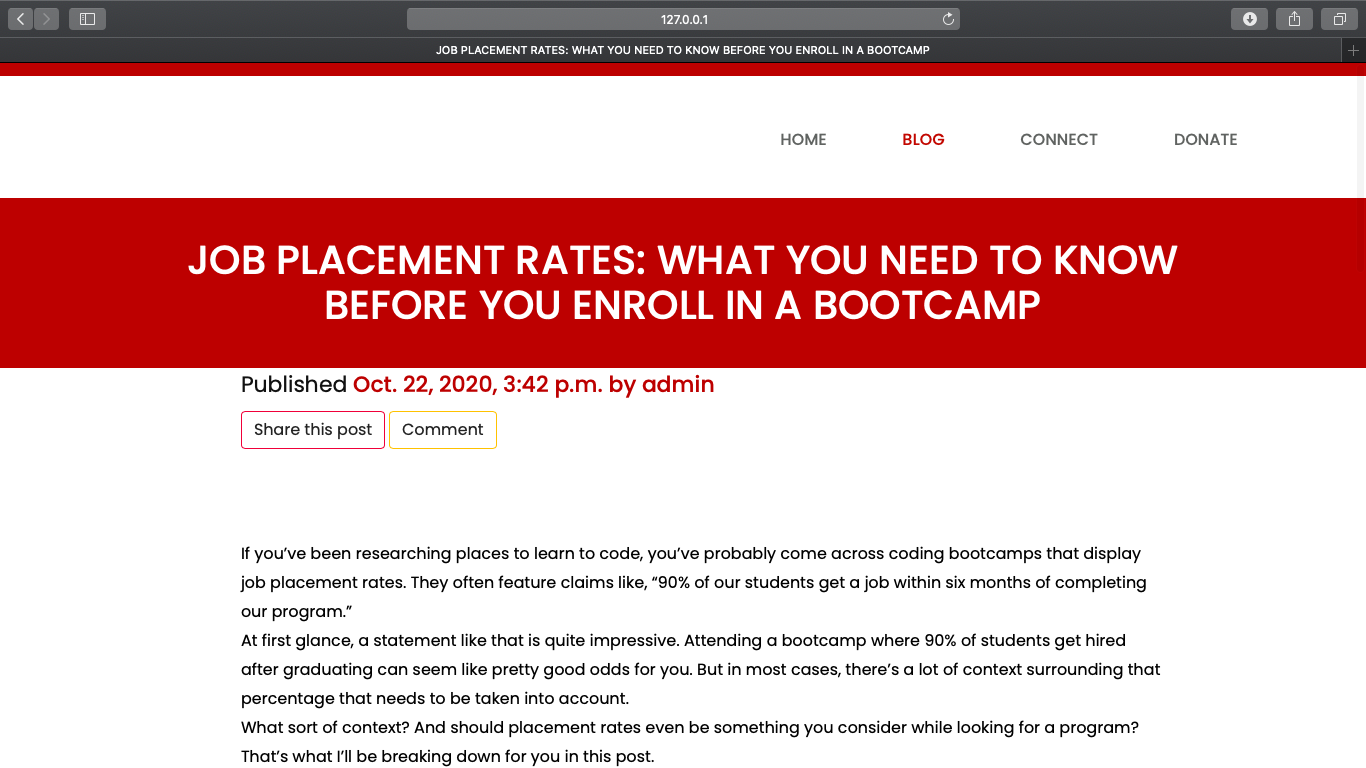 127.0.0.1
JOB PLACEMENT RATES: WHAT YOU NEED TO KNOW BEFORE YOU ENROLL IN A BOOTCAMP
HOME BLOG CONNECT DONATE
JOB PLACEMENT RATES: WHAT YOU NEED TO KNOW
BEFORE YOU ENROLL IN A BOOTCAMP
Published Oct. 22, 2020, 3:42 p.m. by admin
Share this post Comment
If you’ve been researching places to learn to code, you’ve probably come across coding bootcamps that display
job placement rates. They often feature claims like, “90% of our students get a job within six months of completing
our program.”
At first glance, a statement like that is quite impressive. Attending a bootcamp where 90% of students get hired
after graduating can seem like pretty good odds for you. But in most cases, there’s a lot of context surrounding that
percentage that needs to be taken into account.
What sort of context? And should placement rates even be something you consider while looking for a program?
That’s what I’ll be breaking down for you in this post.